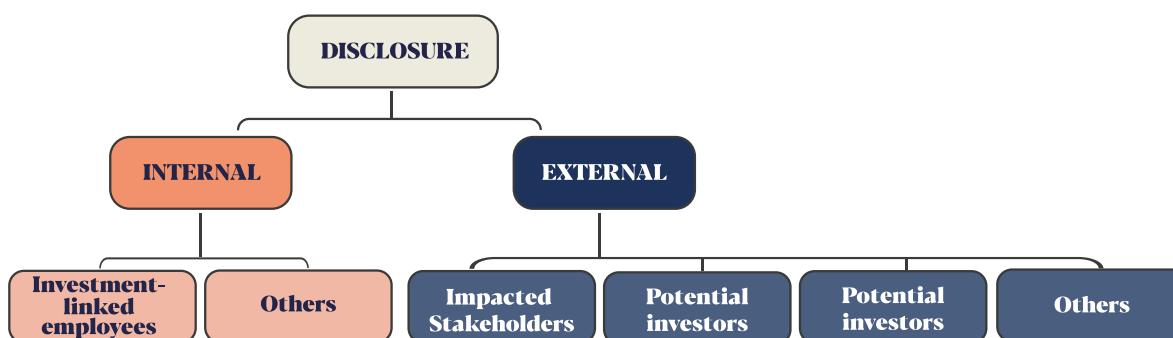 DISCLOSURE
INTERNAL
EXTERNAL
Investment-
linked
employees
Others
Impacted
Stakeholders
Potential
investors
Potential
investors
Others